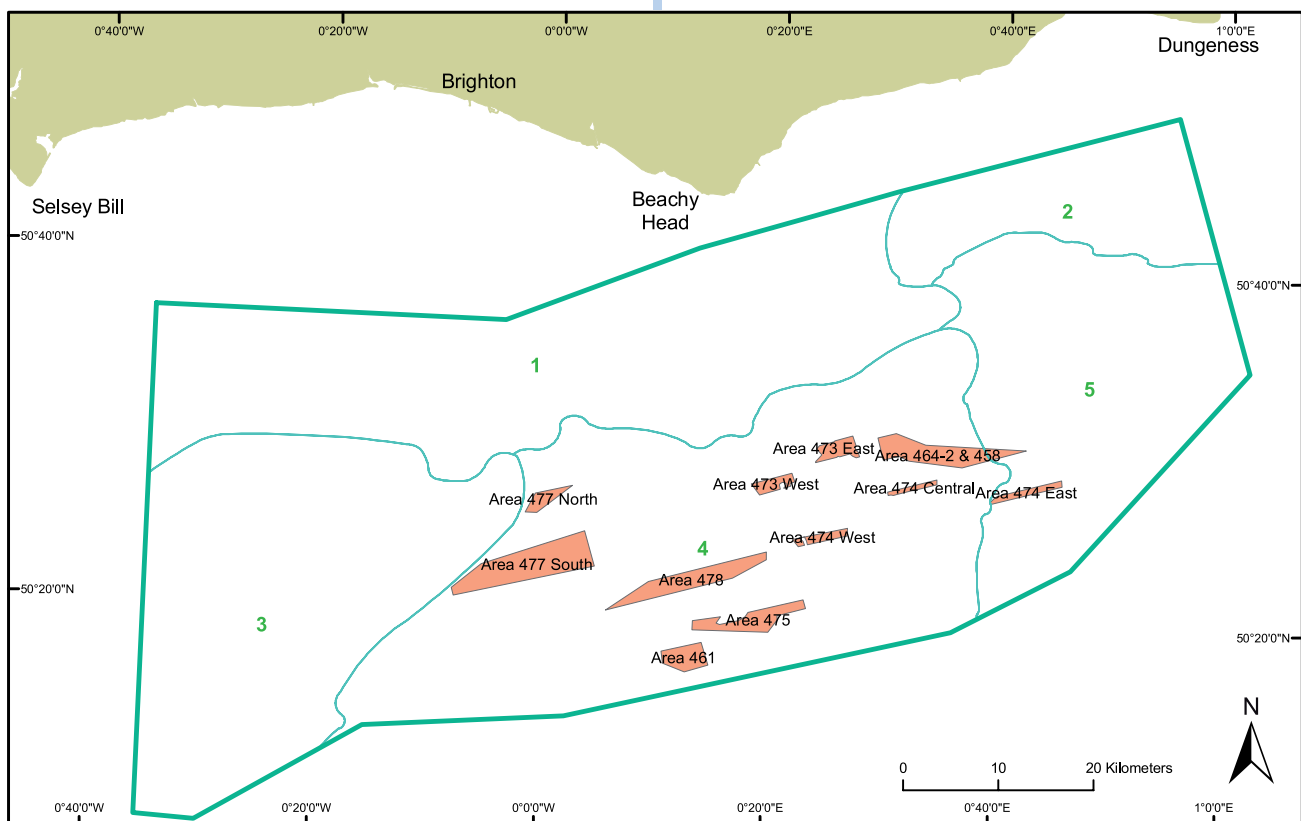 0°40'0"W
0°20'0"W
0°0'0"W
0°20'0"E
0°40'0"E
1°0'0"E
Dungeness
Brighton
Selsey Bill
Beachy
Head
2
50°40'0"N
50°40'0"N
1
5
Area 473 East
Area 464-2 & 458
Area 473 West
Area 474 Central
Area 474 East
Area 477 North
Area 474 West
4
Area 477 South
Area 478
50°20'0"N
3
Area 475
50°20'0"N
Area 461
N
0
10
20 Kilometers
0°40'0"W
0°20'0"W
0°0'0"W
0°20'0"E
0°40'0"E
1°0'0"E